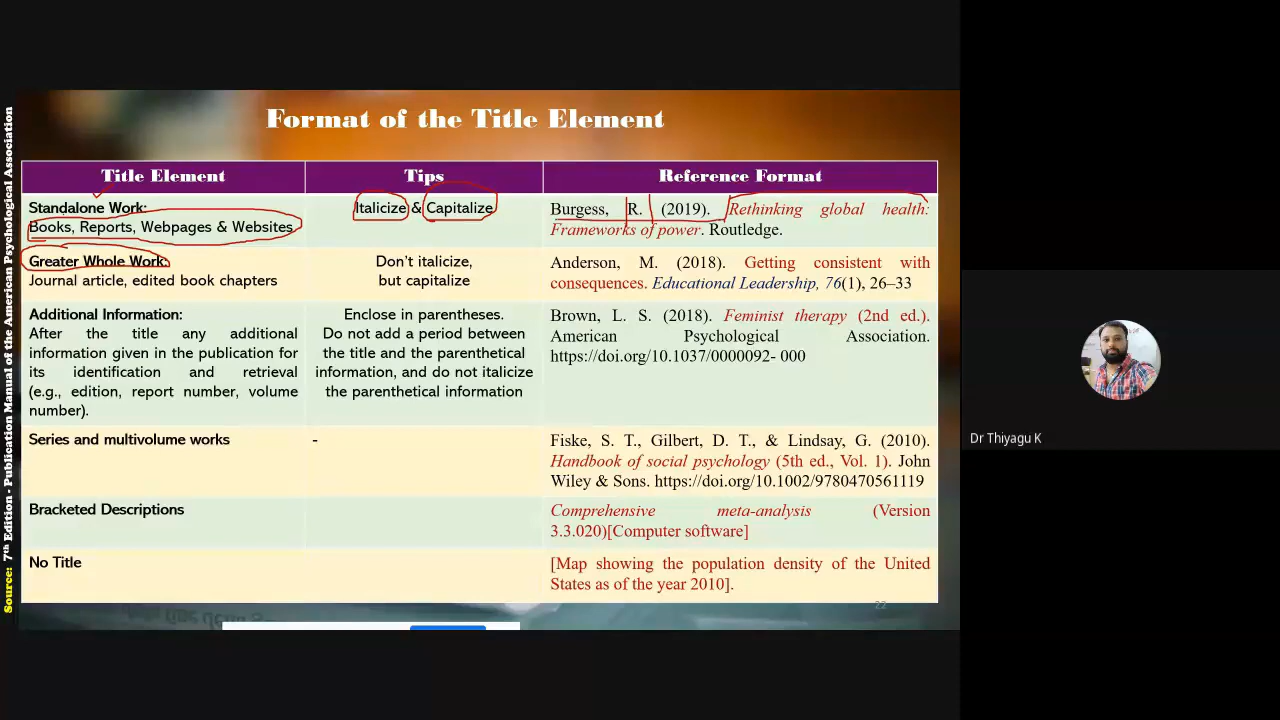 Format of the Title Element
Source: 7th Edition - Publication Manual of the American Psychological Association
Title Element
Tips
Reference Format
Standalone Work:
Books, Reports, Webpages & Websites
Italicize & Capitalize
Burgess, R. (2019). Rethinking global health:
Frameworks of power. Routledge.
Greater Whole Work:
Journal article, edited book chapters
Don't italicize,
but capitalize
Anderson, M. (2018). Getting consistent with
consequences. Educational Leadership, 76(1), 26–33
Additional Information:
After the title any additional
information given in the publication for
its identification and retrieval
(e.g., edition, report number, volume
number).
Enclose in parentheses.
Do not add a period between
the title and the parenthetical
information, and do not italicize
the parenthetical information
Brown, L. S. (2018). Feminist therapy (2nd ed.).
American Psychological Association.
https://doi.org/10.1037/0000092- 000
Series and multivolume works
-
Fiske, S. T., Gilbert, D. T., & Lindsay, G. (2010).
Handbook of social psychology (5th ed., Vol. 1). John
Wiley & Sons. https://doi.org/10.1002/9780470561119
Bracketed Descriptions
Comprehensive meta-analysis (Version
3.3.020)[Computer software]
No Title
[Map showing the population density of the United
States as of the year 2010].
22
Dr Thiyagu K